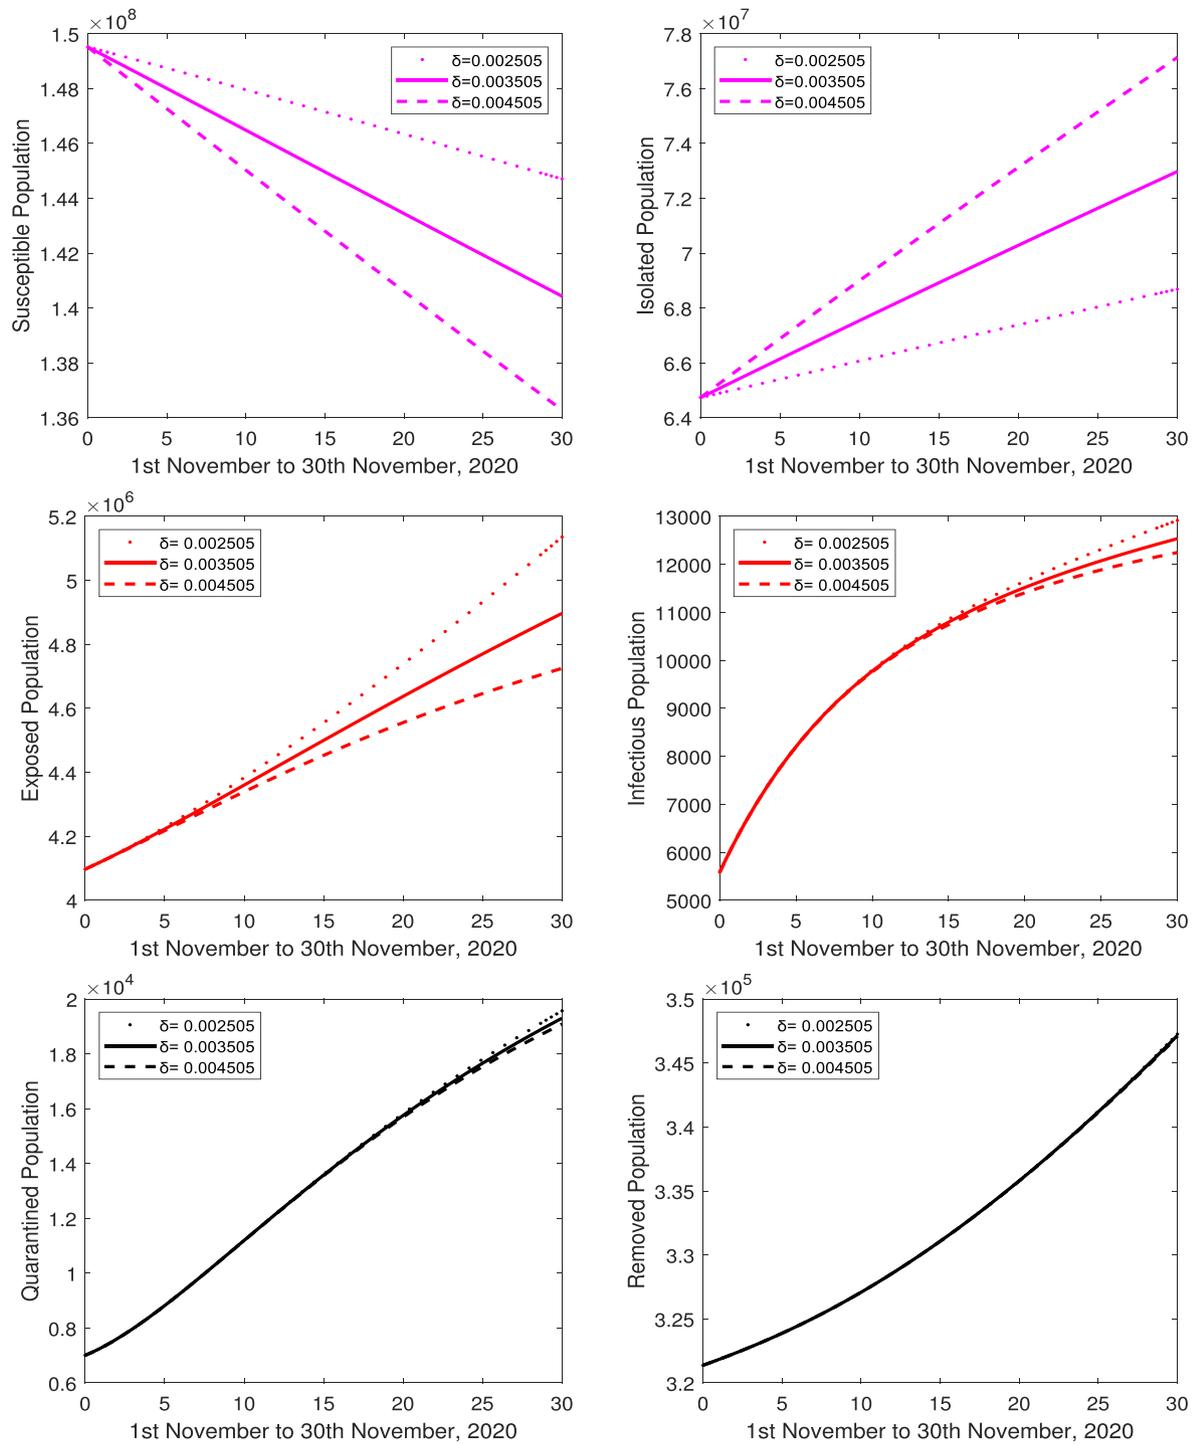 ×10⁸
1.5
1.48
1.46
1.44
1.42
1.4
1.38
1.36
Susceptible Population
δ=0.002505
δ=0.003505
δ=0.004505
0 5 10 15 20 25 30
1st November to 30th November, 2020
×10⁷
7.8
7.6
7.4
7.2
7
6.8
6.6
6.4
Isolated Population
δ=0.002505
δ=0.003505
δ=0.004505
0 5 10 15 20 25 30
1st November to 30th November, 2020
×10⁶
5.2
5
4.8
4.6
4.4
4.2
4
Exposed Population
δ= 0.002505
δ= 0.003505
δ= 0.004505
0 5 10 15 20 25 30
1st November to 30th November, 2020
13000
12000
11000
10000
9000
8000
7000
6000
5000
Infectious Population
δ= 0.002505
δ= 0.003505
δ= 0.004505
0 5 10 15 20 25 30
1st November to 30th November, 2020
×10⁴
2
1.8
1.6
1.4
1.2
1
0.8
0.6
Quarantined Population
δ= 0.002505
δ= 0.003505
δ= 0.004505
0 5 10 15 20 25 30
1st November to 30th November, 2020
×10⁵
3.5
3.45
3.4
3.35
3.3
3.25
3.2
Removed Population
δ= 0.002505
δ= 0.003505
δ= 0.004505
0 5 10 15 20 25 30
1st November to 30th November, 2020